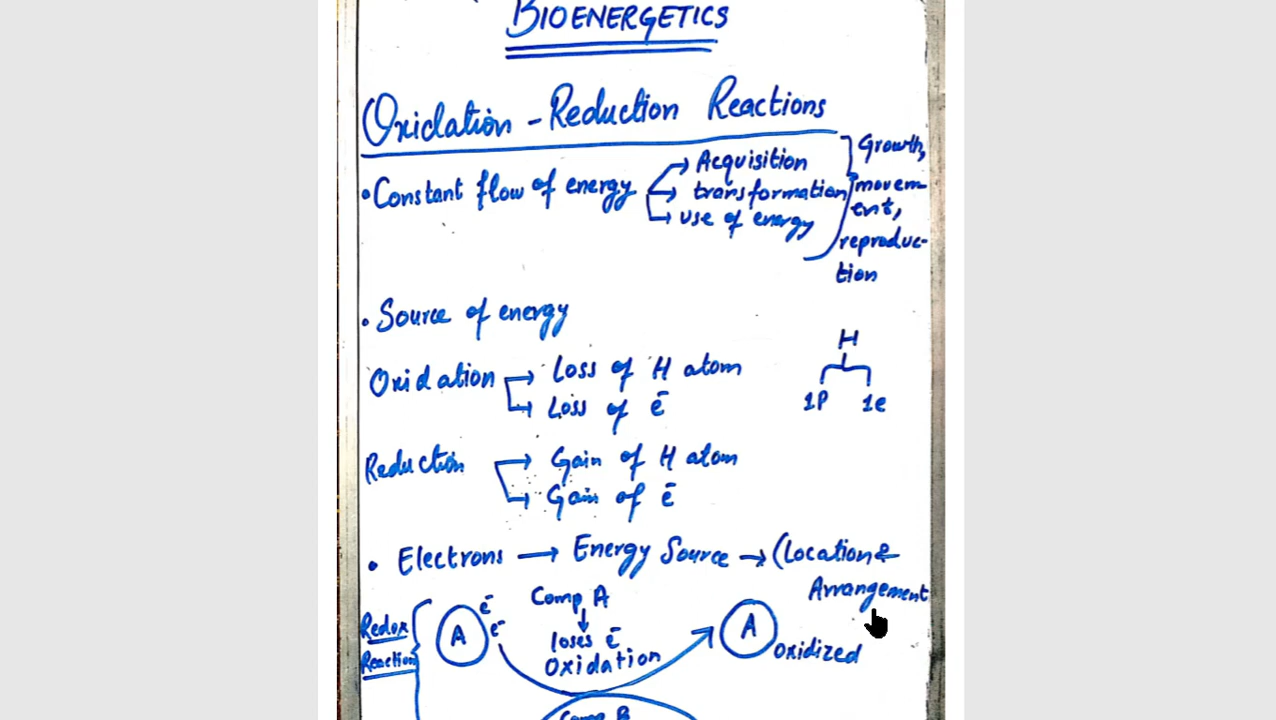 BIOENERGETICS
Oxidation - Reduction Reactions
• Constant flow of energy → Acquisition
→ transformation
→ use of energy
Growth,
movem-
ent,
reproduc-
tion
• Source of energy
Oxidation → Loss of H atom
→ Loss of ē
H
1P 1e
Reduction → Gain of H atom
→ Gain of ē
• Electrons → Energy Source → (Location &
Arrangement
Redox
Reaction
A ē
ē
Comp A
↓
loses ē
Oxidation
A oxidized
Comp B